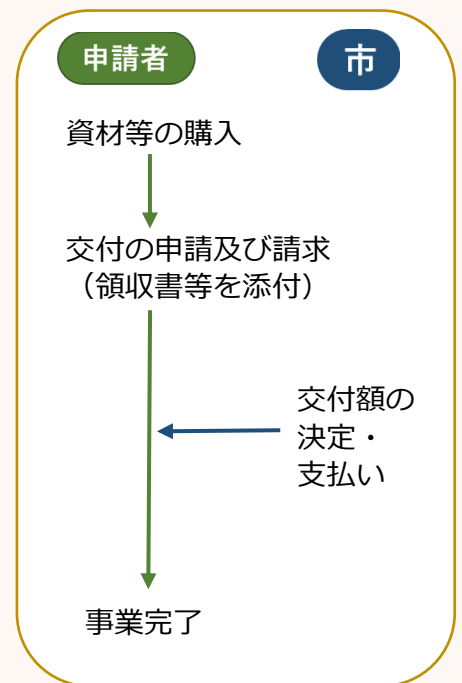 申請者
市
資材等の購入
交付の申請及び請求
（領収書等を添付）
交付額の
決定・
支払い
事業完了